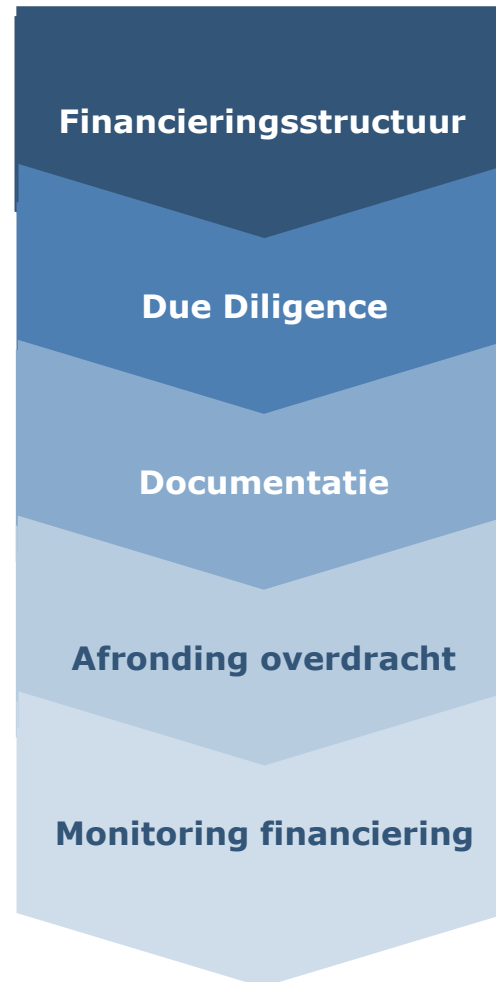 Financieringsstructuur
Due Diligence
Documentatie
Afronding overdracht
Monitoring financiering